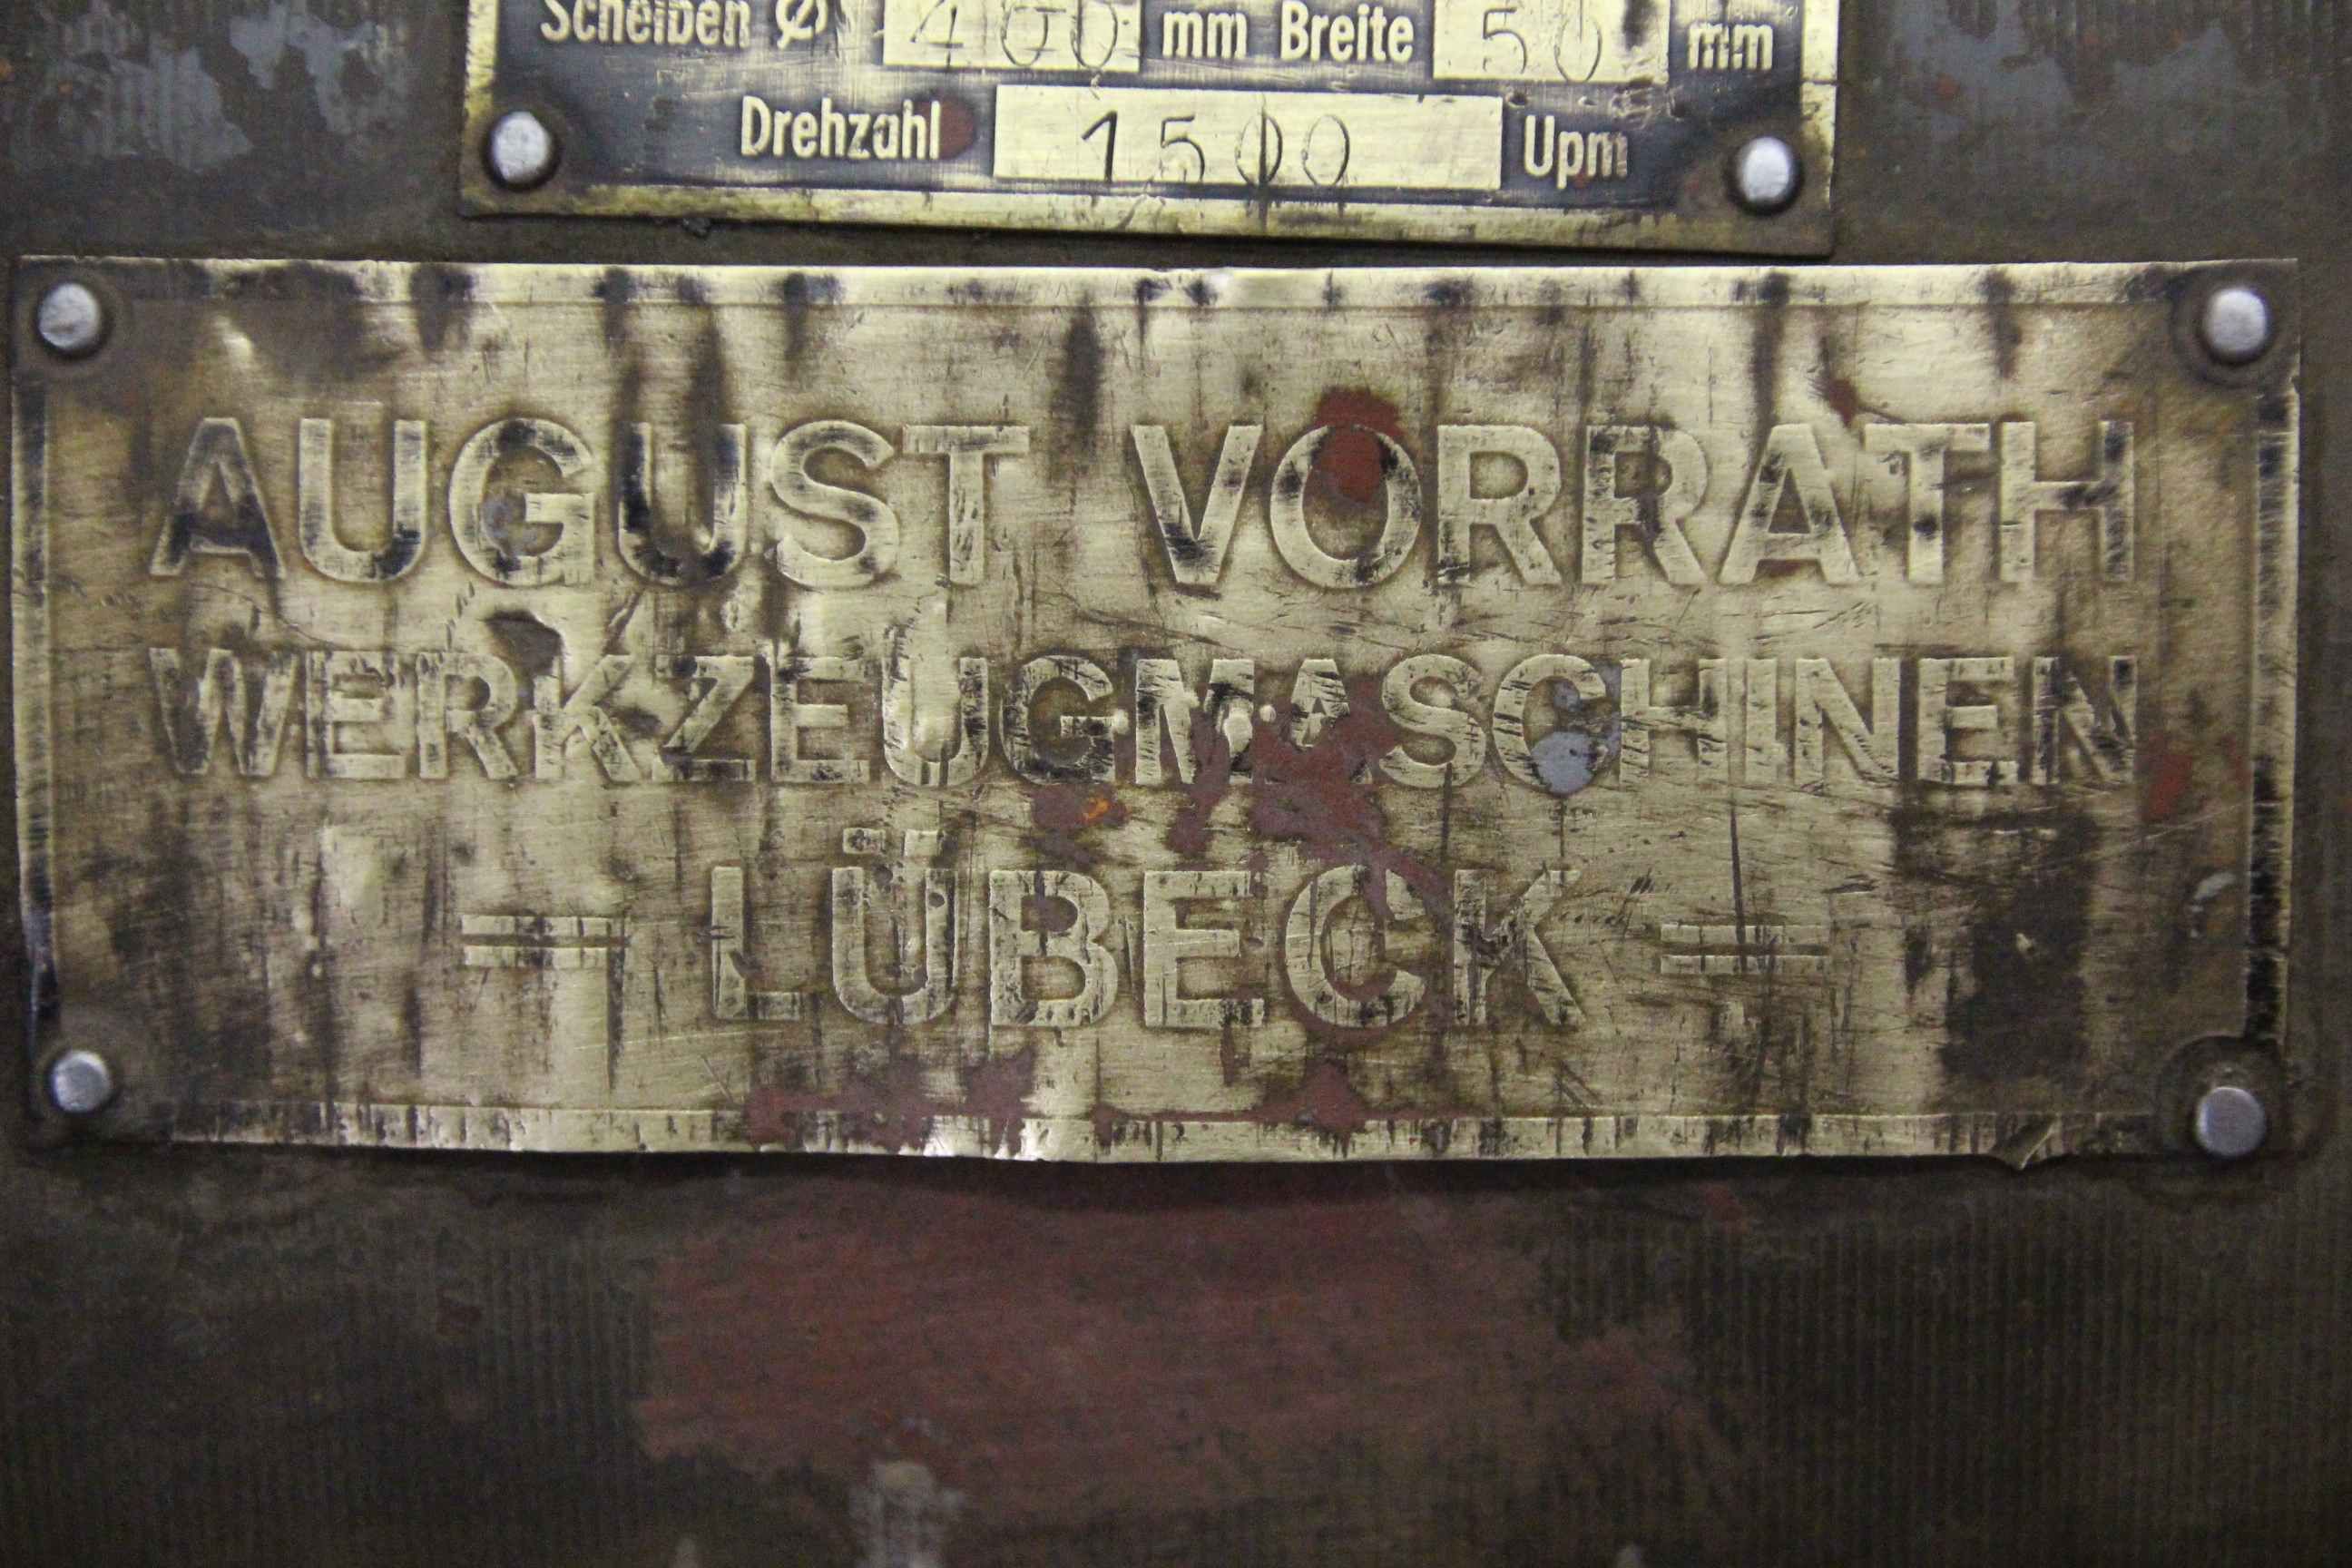 Scheiben Ø 400 mm Breite 50 mm
Drehzahl 1500 Upm
AUGUST VORRATH
WERKZEUGMASCHINEN
= LÜBECK =